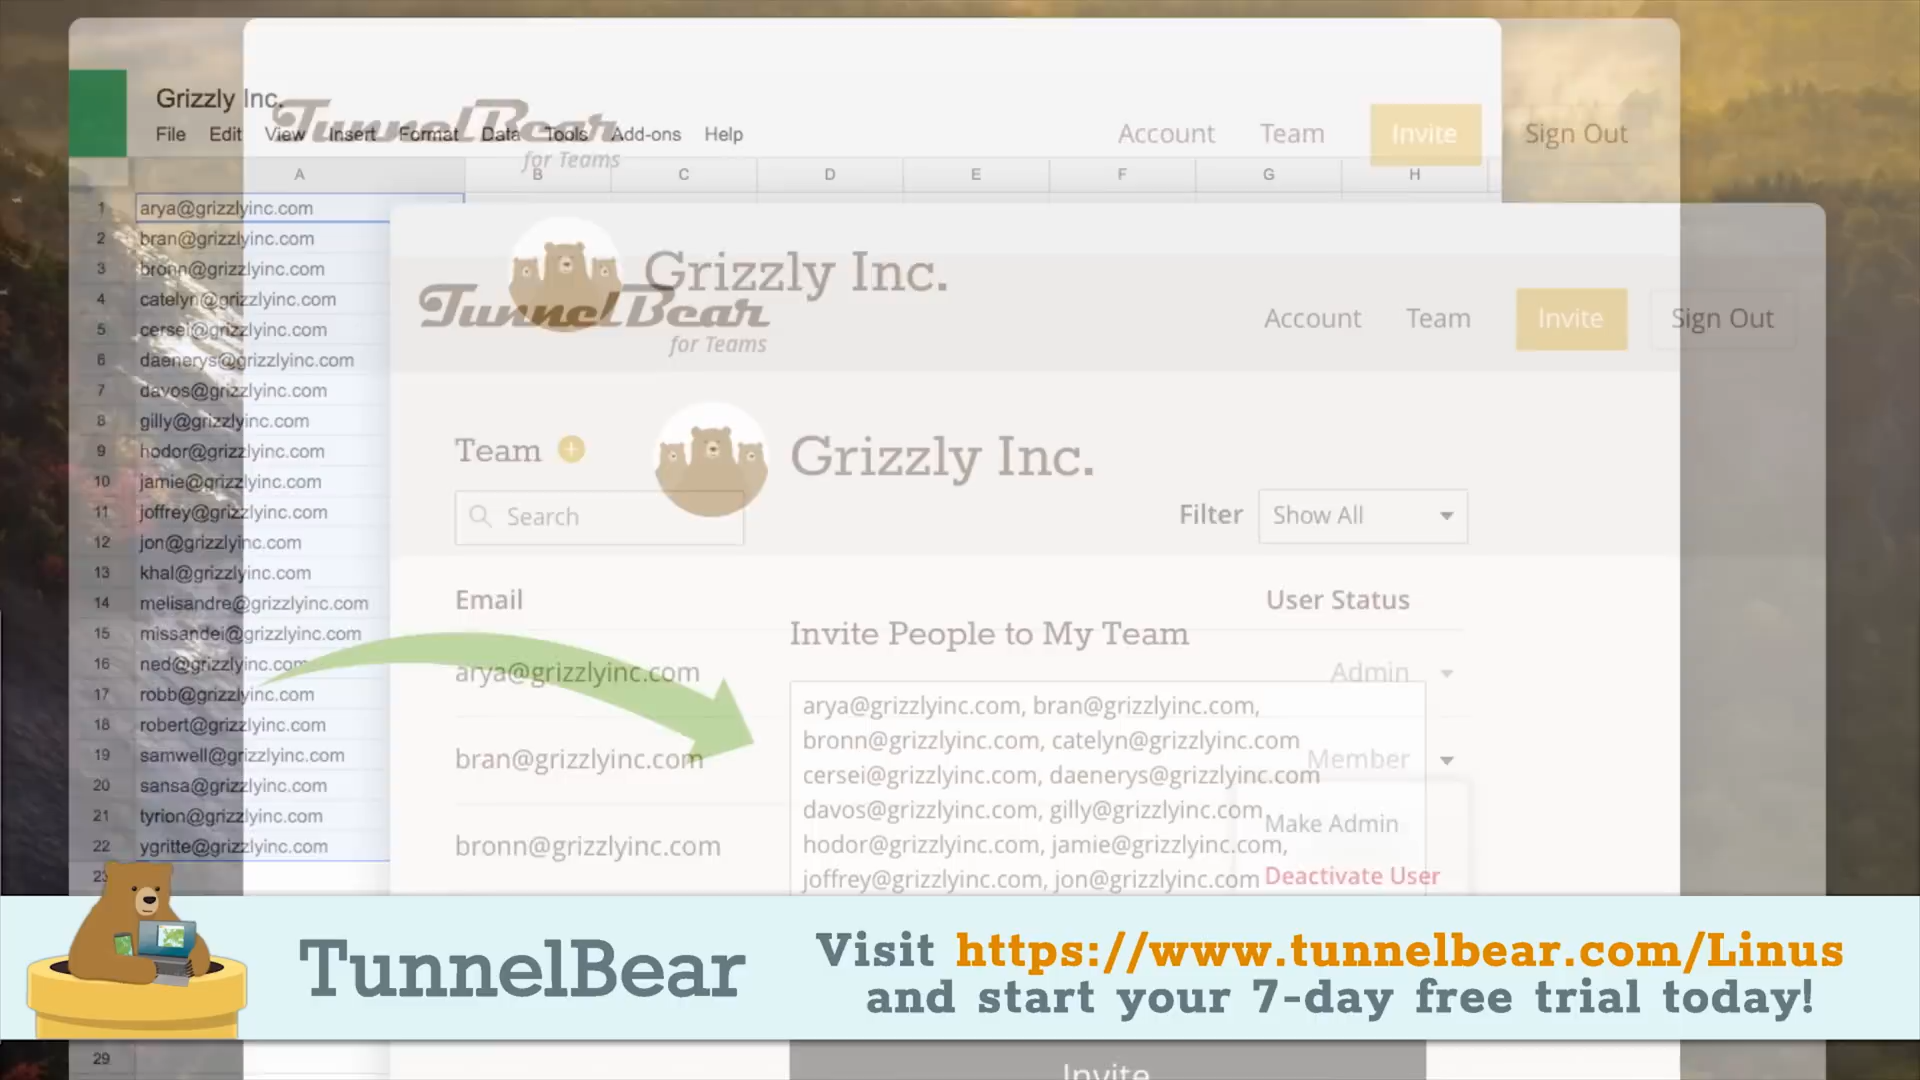 Grizzly Inc.
File Edit View Insert Format Data Tools Add-ons Help
TunnelBear
for Teams
Account Team Invite Sign Out
A B C D E F G H
1 arya@grizzlyinc.com
2 bran@grizzlyinc.com
3 bronn@grizzlyinc.com
4 catelyn@grizzlyinc.com
5 cersei@grizzlyinc.com
6 daenerys@grizzlyinc.com
7 davos@grizzlyinc.com
8 gilly@grizzlyinc.com
9 hodor@grizzlyinc.com
10 jamie@grizzlyinc.com
11 joffrey@grizzlyinc.com
12 jon@grizzlyinc.com
13 khal@grizzlyinc.com
14 melisandre@grizzlyinc.com
15 missandei@grizzlyinc.com
16 ned@grizzlyinc.com
17 robb@grizzlyinc.com
18 robert@grizzlyinc.com
19 samwell@grizzlyinc.com
20 sansa@grizzlyinc.com
21 tyrion@grizzlyinc.com
22 ygritte@grizzlyinc.com
23
29
Grizzly Inc.
TunnelBear
for Teams
Account Team Invite Sign Out
Team +
Grizzly Inc.
Search
Filter Show All
Email User Status
Invite People to My Team
arya@grizzlyinc.com Admin
bran@grizzlyinc.com Member
bronn@grizzlyinc.com
Make Admin
Deactivate User
arya@grizzlyinc.com, bran@grizzlyinc.com,
bronn@grizzlyinc.com, catelyn@grizzlyinc.com
cersei@grizzlyinc.com, daenerys@grizzlyinc.com
davos@grizzlyinc.com, gilly@grizzlyinc.com,
hodor@grizzlyinc.com, jamie@grizzlyinc.com,
joffrey@grizzlyinc.com, jon@grizzlyinc.com
TunnelBear
Visit https://www.tunnelbear.com/Linus
and start your 7-day free trial today!
Invite